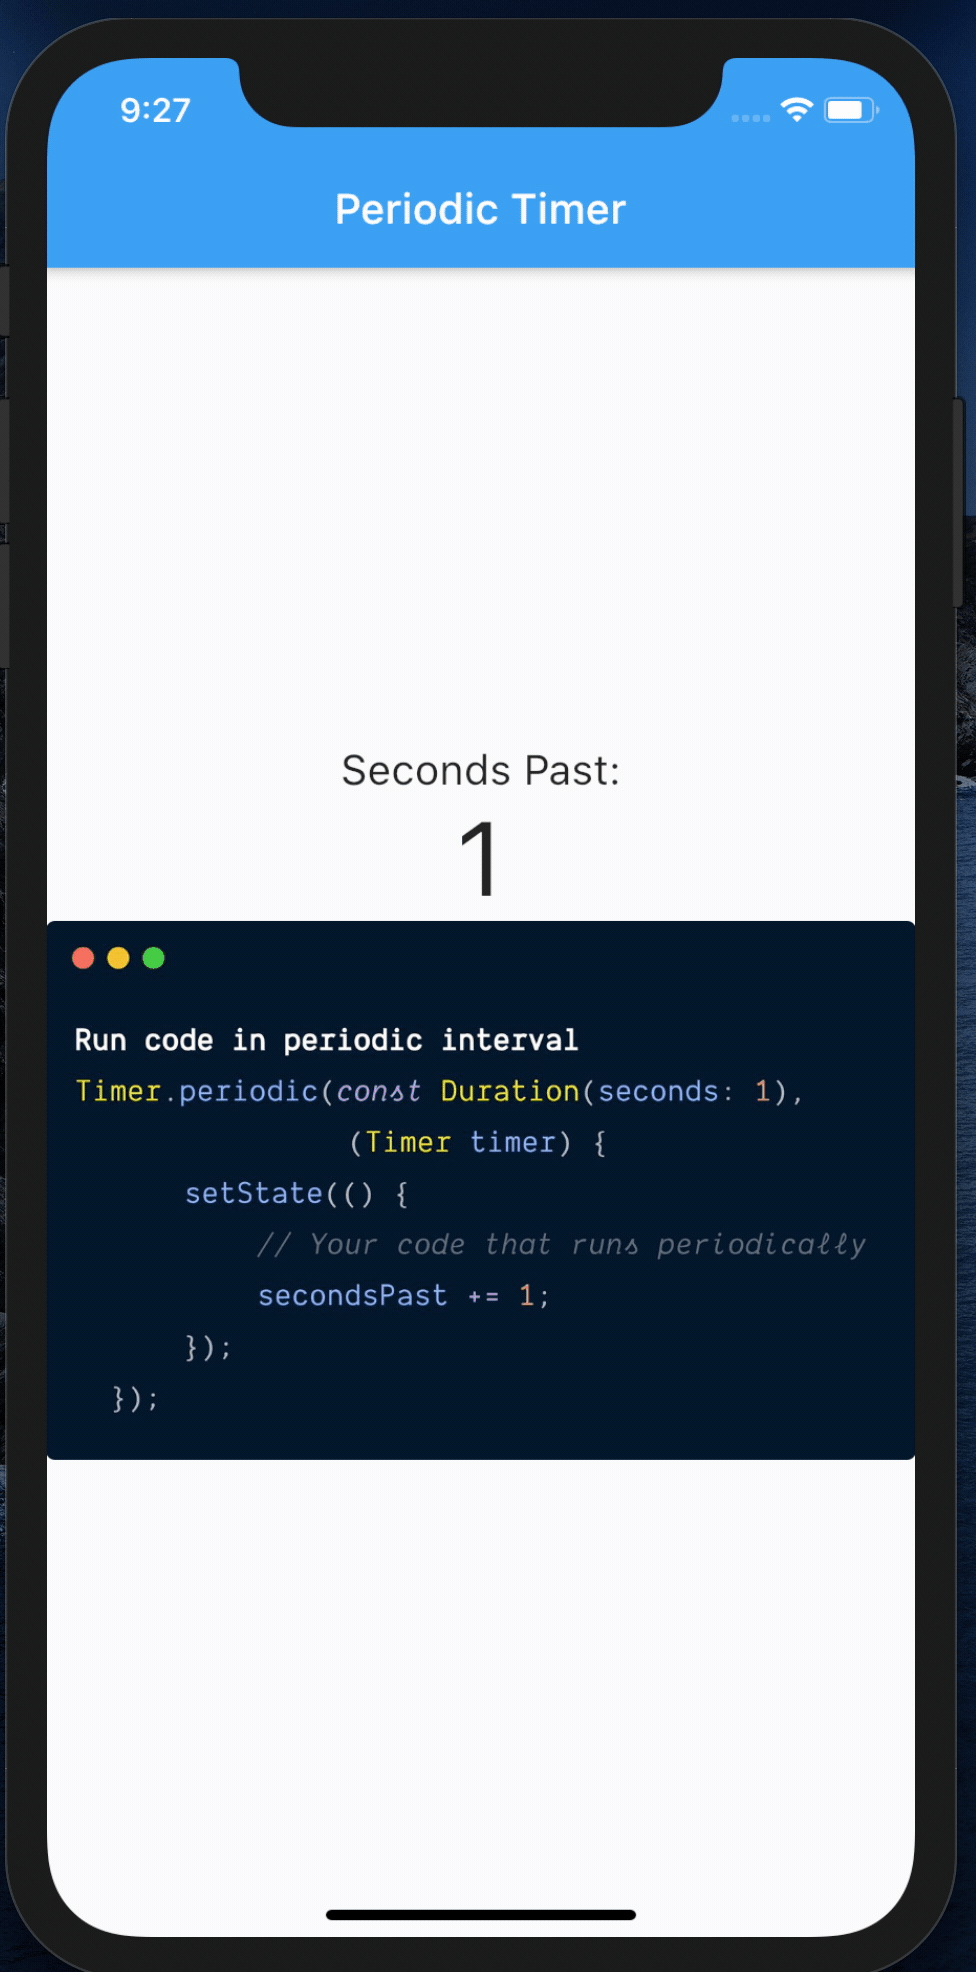 9:27
Periodic Timer
Seconds Past:
1
Run code in periodic interval
Timer.periodic(const Duration(seconds: 1),
(Timer timer) {
setState(() {
// Your code that runs periodically
secondsPast += 1;
});
});